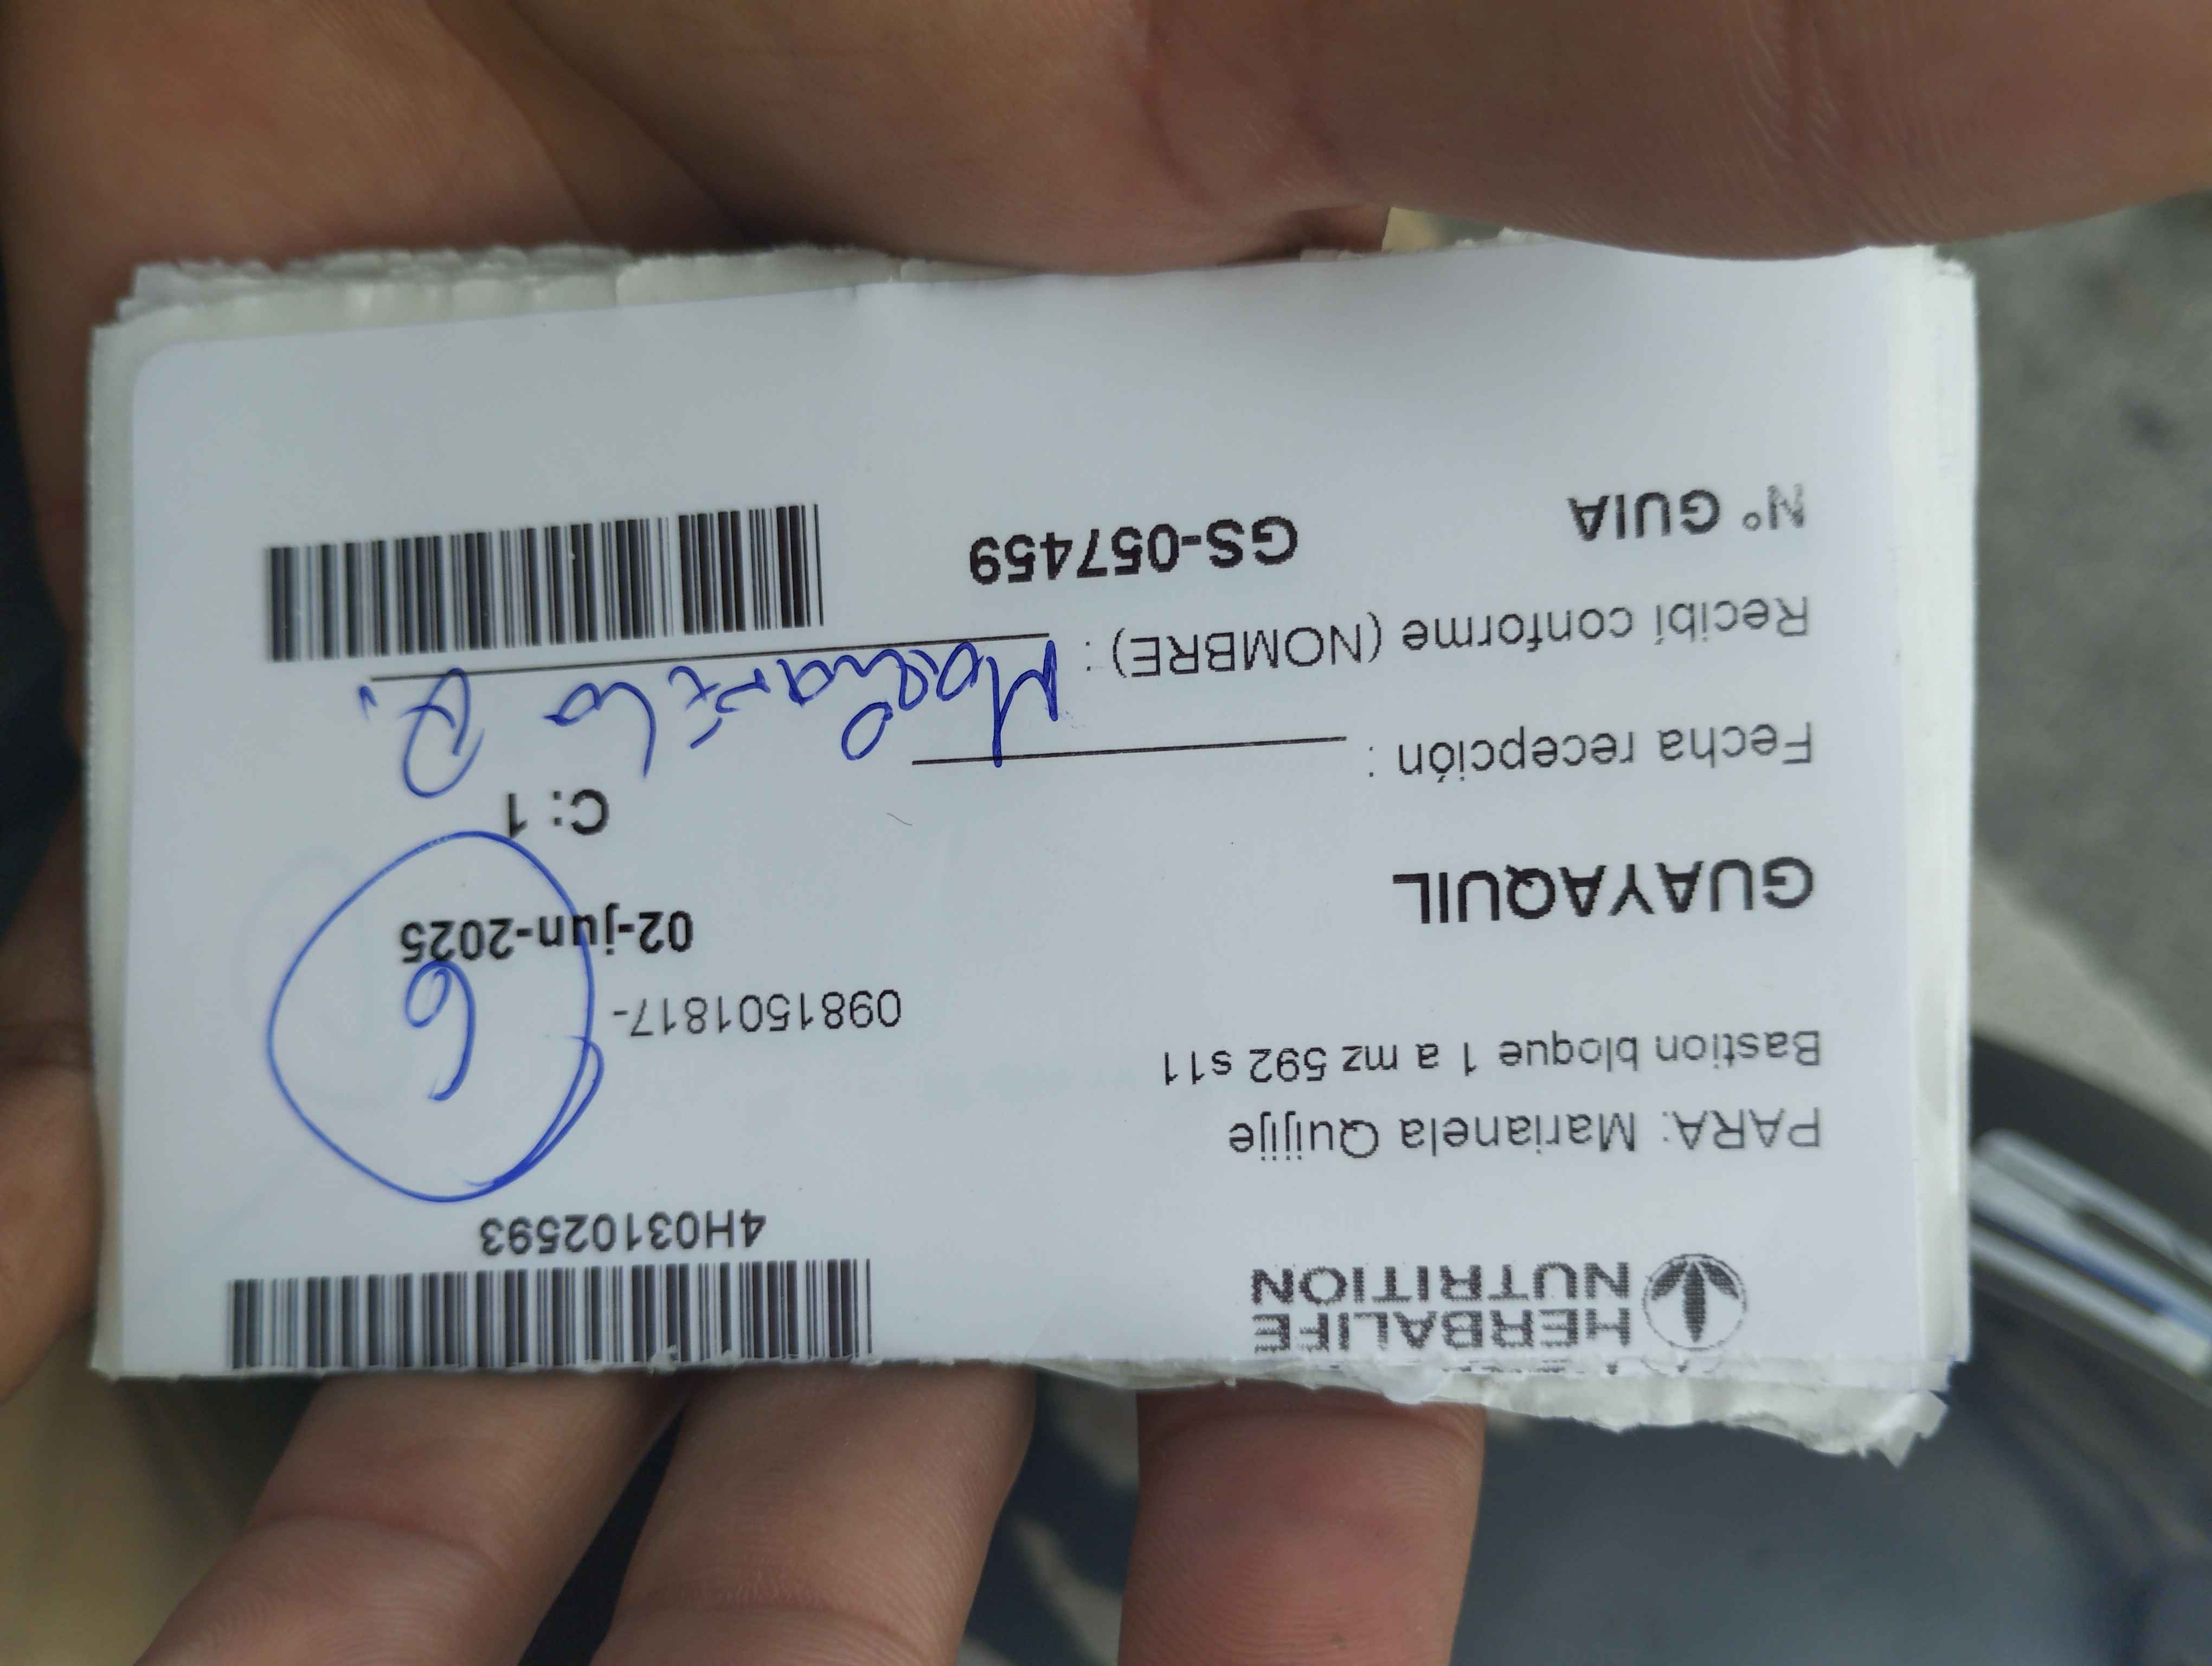 HERBALIFE
NUTRITION
4H03102593
PARA: Marianela Quijije
Bastion bloque 1 a mz 592 s11
0981501817-
6
GUAYAQUIL
02-jun-2025
C: 1
Fecha recepción :
Recibí conforme (NOMBRE) :
N° GUIA
GS-057459